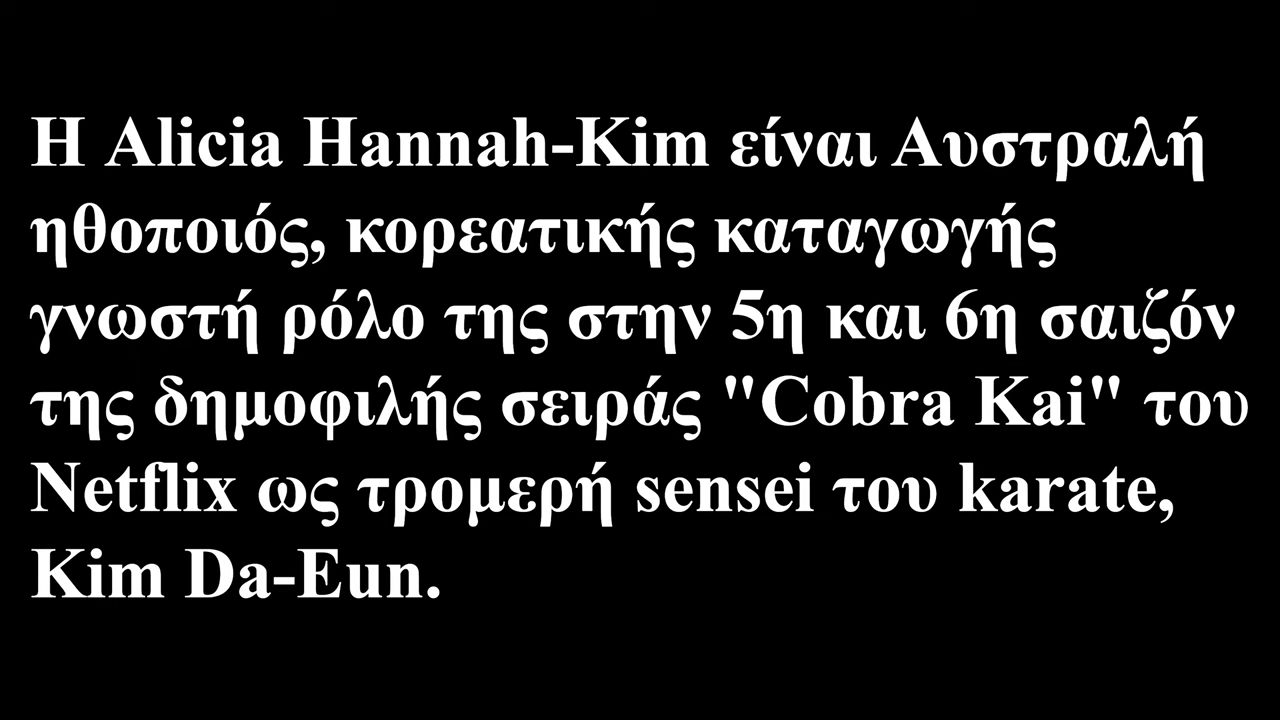 Η Alicia Hannah-Kim είναι Αυστραλή
ηθοποιός, κορεατικής καταγωγής
γνωστή ρόλο της στην 5η και 6η σαιζόν
της δημοφιλής σειράς "Cobra Kai" του
Netflix ως τρομερή sensei του karate,
Kim Da-Eun.